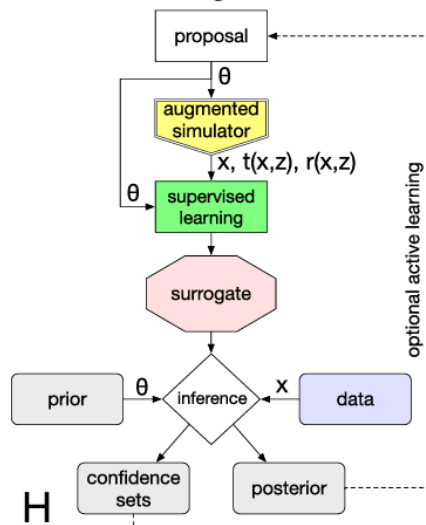 proposal
θ
augmented
simulator
x, t(x,z), r(x,z)
θ
supervised
learning
surrogate
optional active learning
prior
θ
inference
x
data
confidence
sets
posterior
H